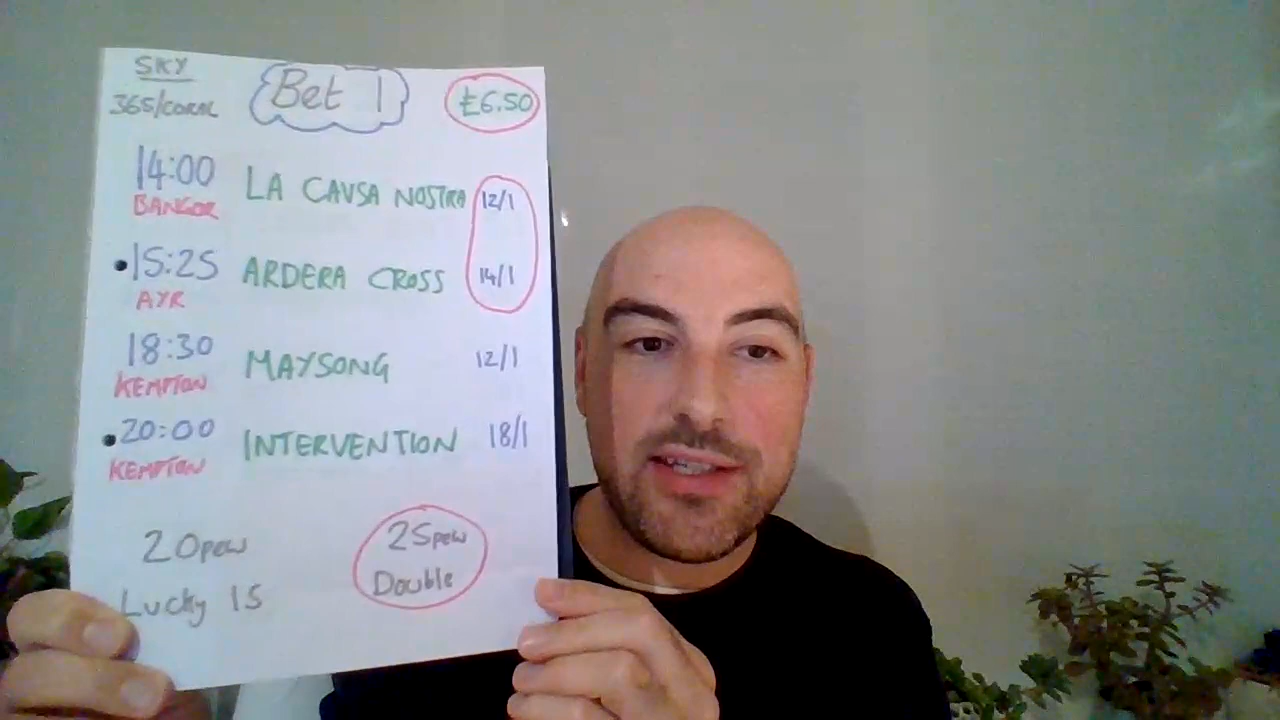 SKY
365/CORAL
Bet 1
£6.50
14:00 LA CAVSA NOSTRA 12/1
BANGOR
15:25 ARDERA CROSS 14/1
AYR
18:30 MAYSONG 12/1
KEMPTON
20:00 INTERVENTION 18/1
KEMPTON
20pew 25pew
Lucky 15 Double